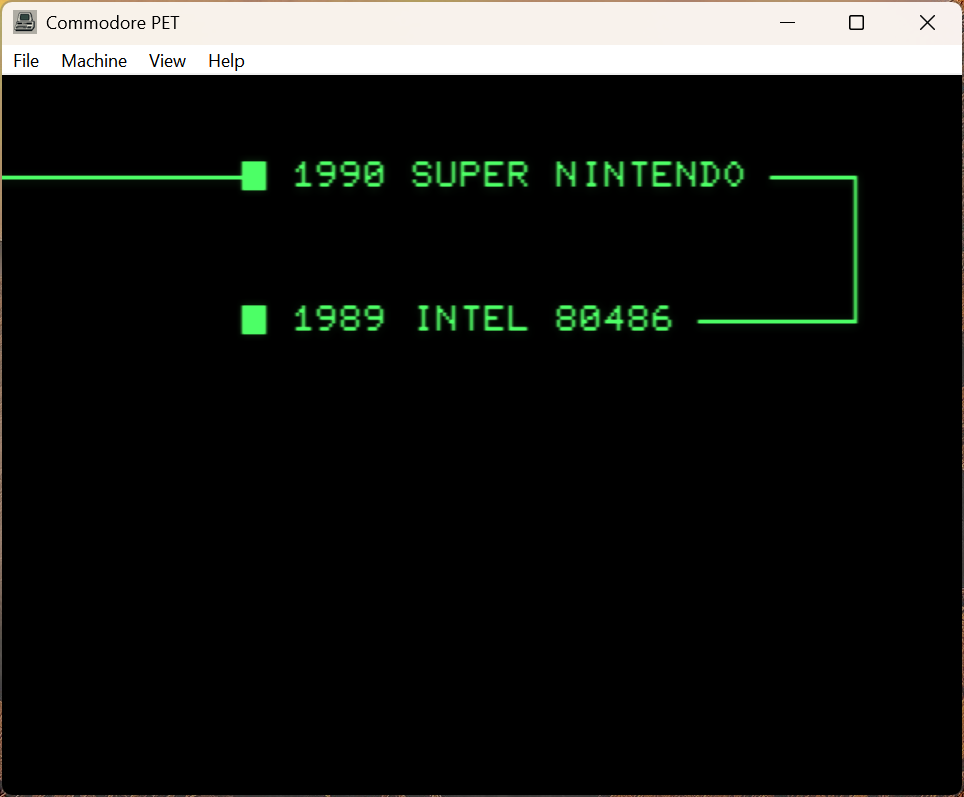 Commodore PET
File Machine View Help
1990 SUPER NINTENDO
1989 INTEL 80486